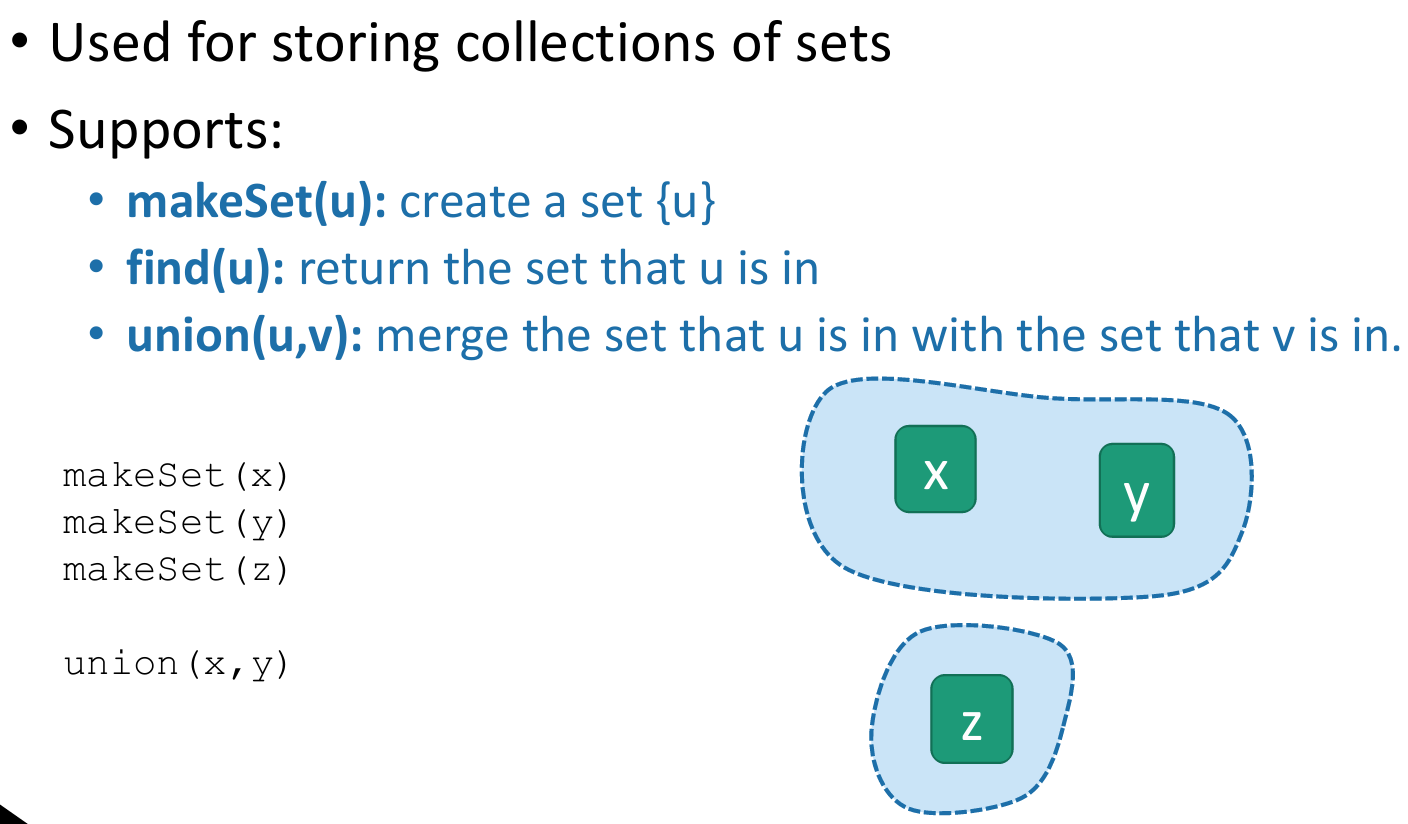 • Used for storing collections of sets
• Supports:
• makeSet(u): create a set {u}
• find(u): return the set that u is in
• union(u,v): merge the set that u is in with the set that v is in.
makeSet(x)
makeSet(y)
makeSet(z)
union(x,y)
x
y
z